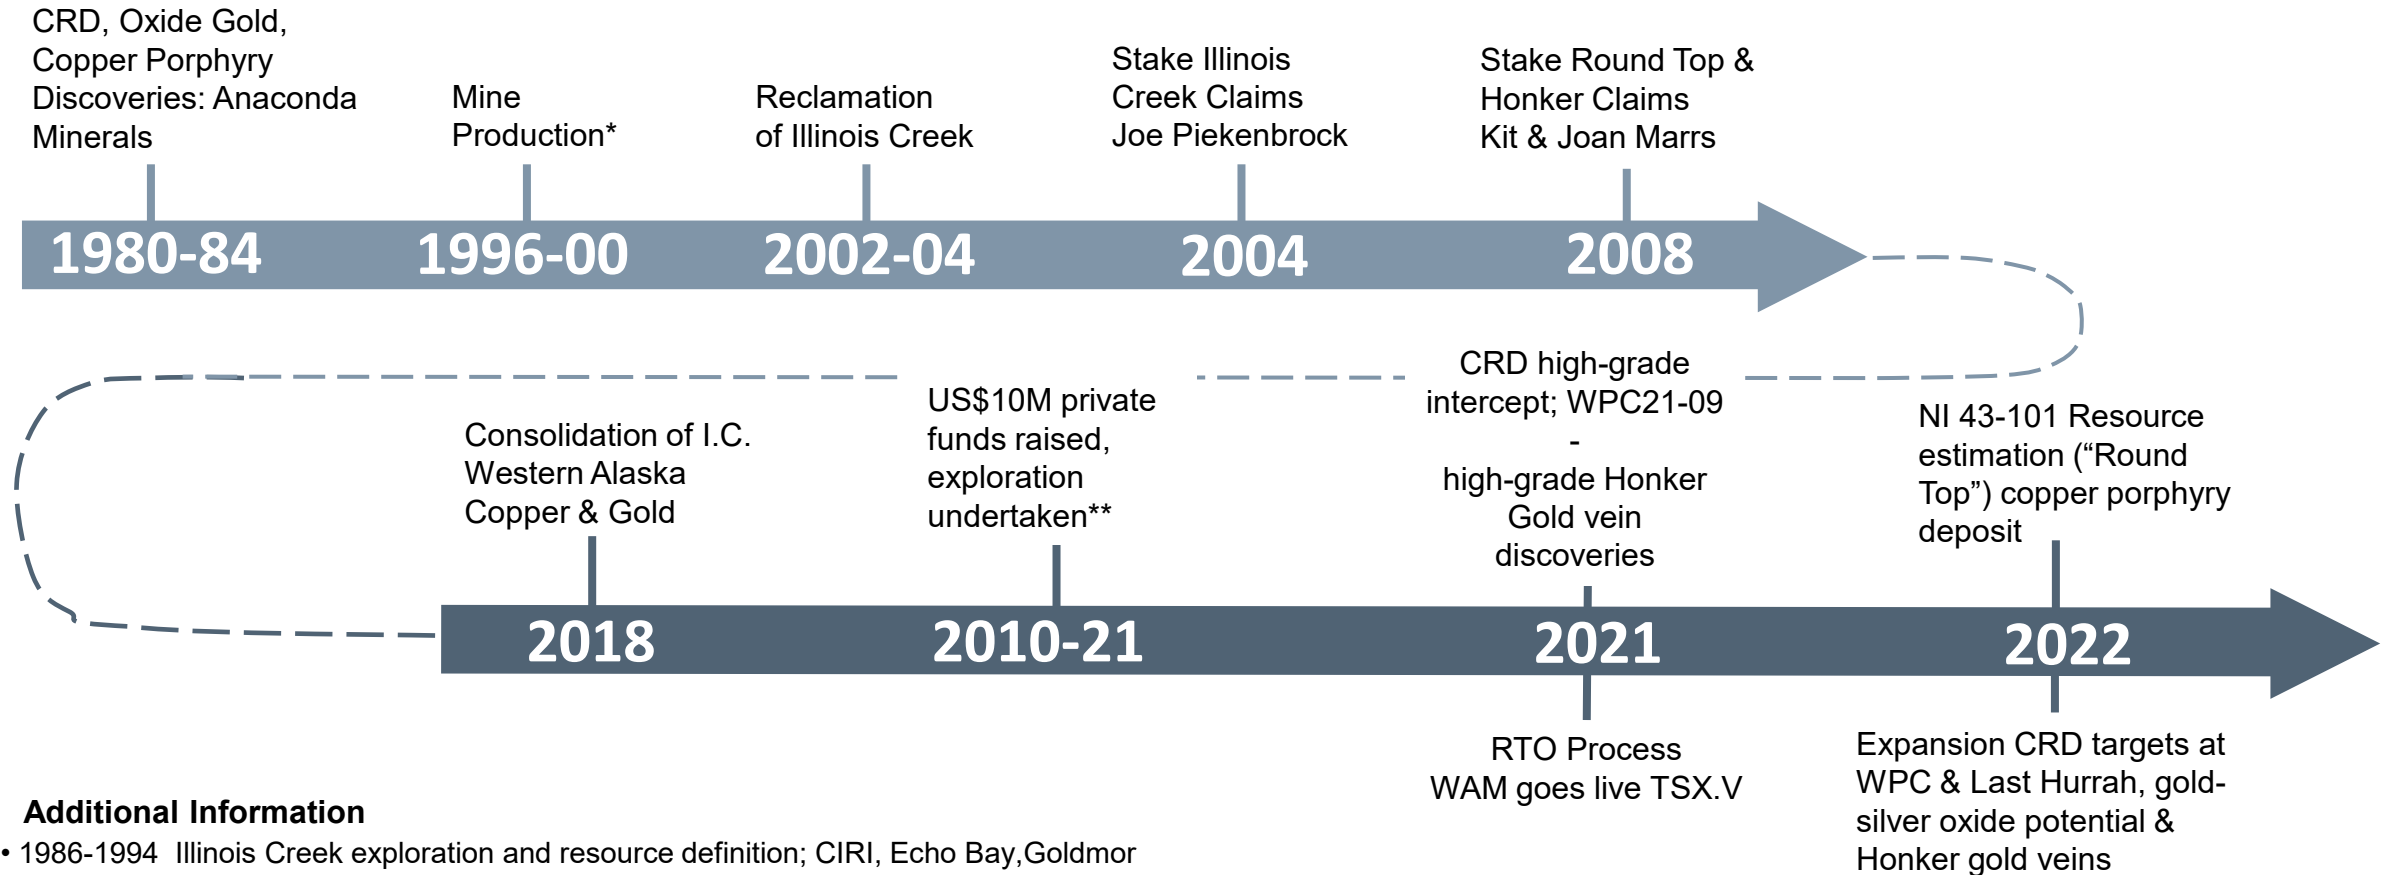 CRD, Oxide Gold,
Copper Porphyry
Discoveries: Anaconda
Minerals
Mine
Production*
Reclamation
of Illinois Creek
Stake Illinois
Creek Claims
Joe Piekenbrock
Stake Round Top &
Honker Claims
Kit & Joan Marrs
1980-84
1996-00
2002-04
2004
2008
Consolidation of I.C.
Western Alaska
Copper & Gold
US$10M private
funds raised,
exploration
undertaken**
CRD high-grade
intercept; WPC21-09
-
high-grade Honker
Gold vein
discoveries
NI 43-101 Resource
estimation (“Round
Top”) copper porphyry
deposit
2018
2010-21
2021
2022
RTO Process
WAM goes live TSX.V
Expansion CRD targets at
WPC & Last Hurrah, gold-
silver oxide potential &
Honker gold veins
Additional Information
• 1986-1994 Illinois Creek exploration and resource definition; CIRI, Echo Bay,Goldmor